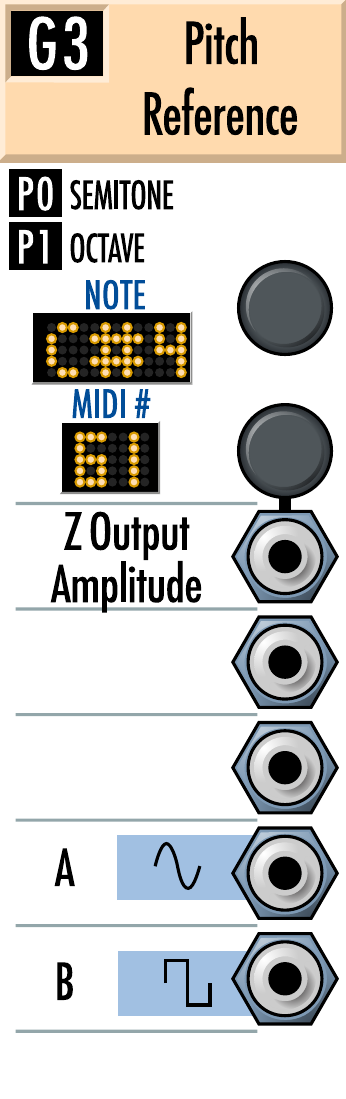 G3
Pitch
Reference
P0 SEMITONE
P1 OCTAVE
NOTE
C#4
MIDI #
61
Z Output
Amplitude
A
B